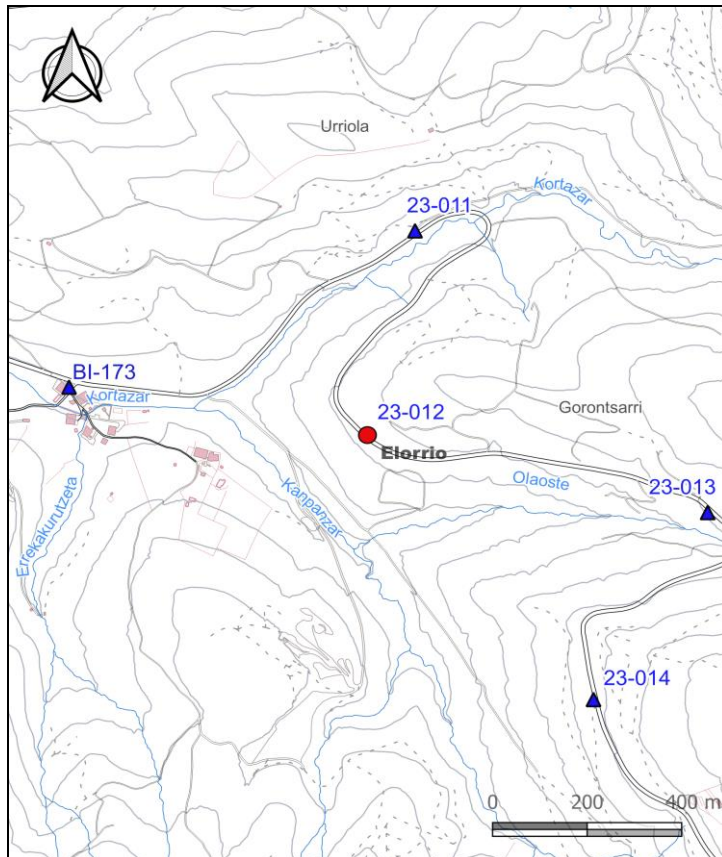 Urriola
Kortazar
23-011
BI-173
Kortazar
23-012
Gorontsarri
Elorrio
Olaoste
23-013
Kanpanzar
Errekakurutzeta
23-014
0 200 400 m